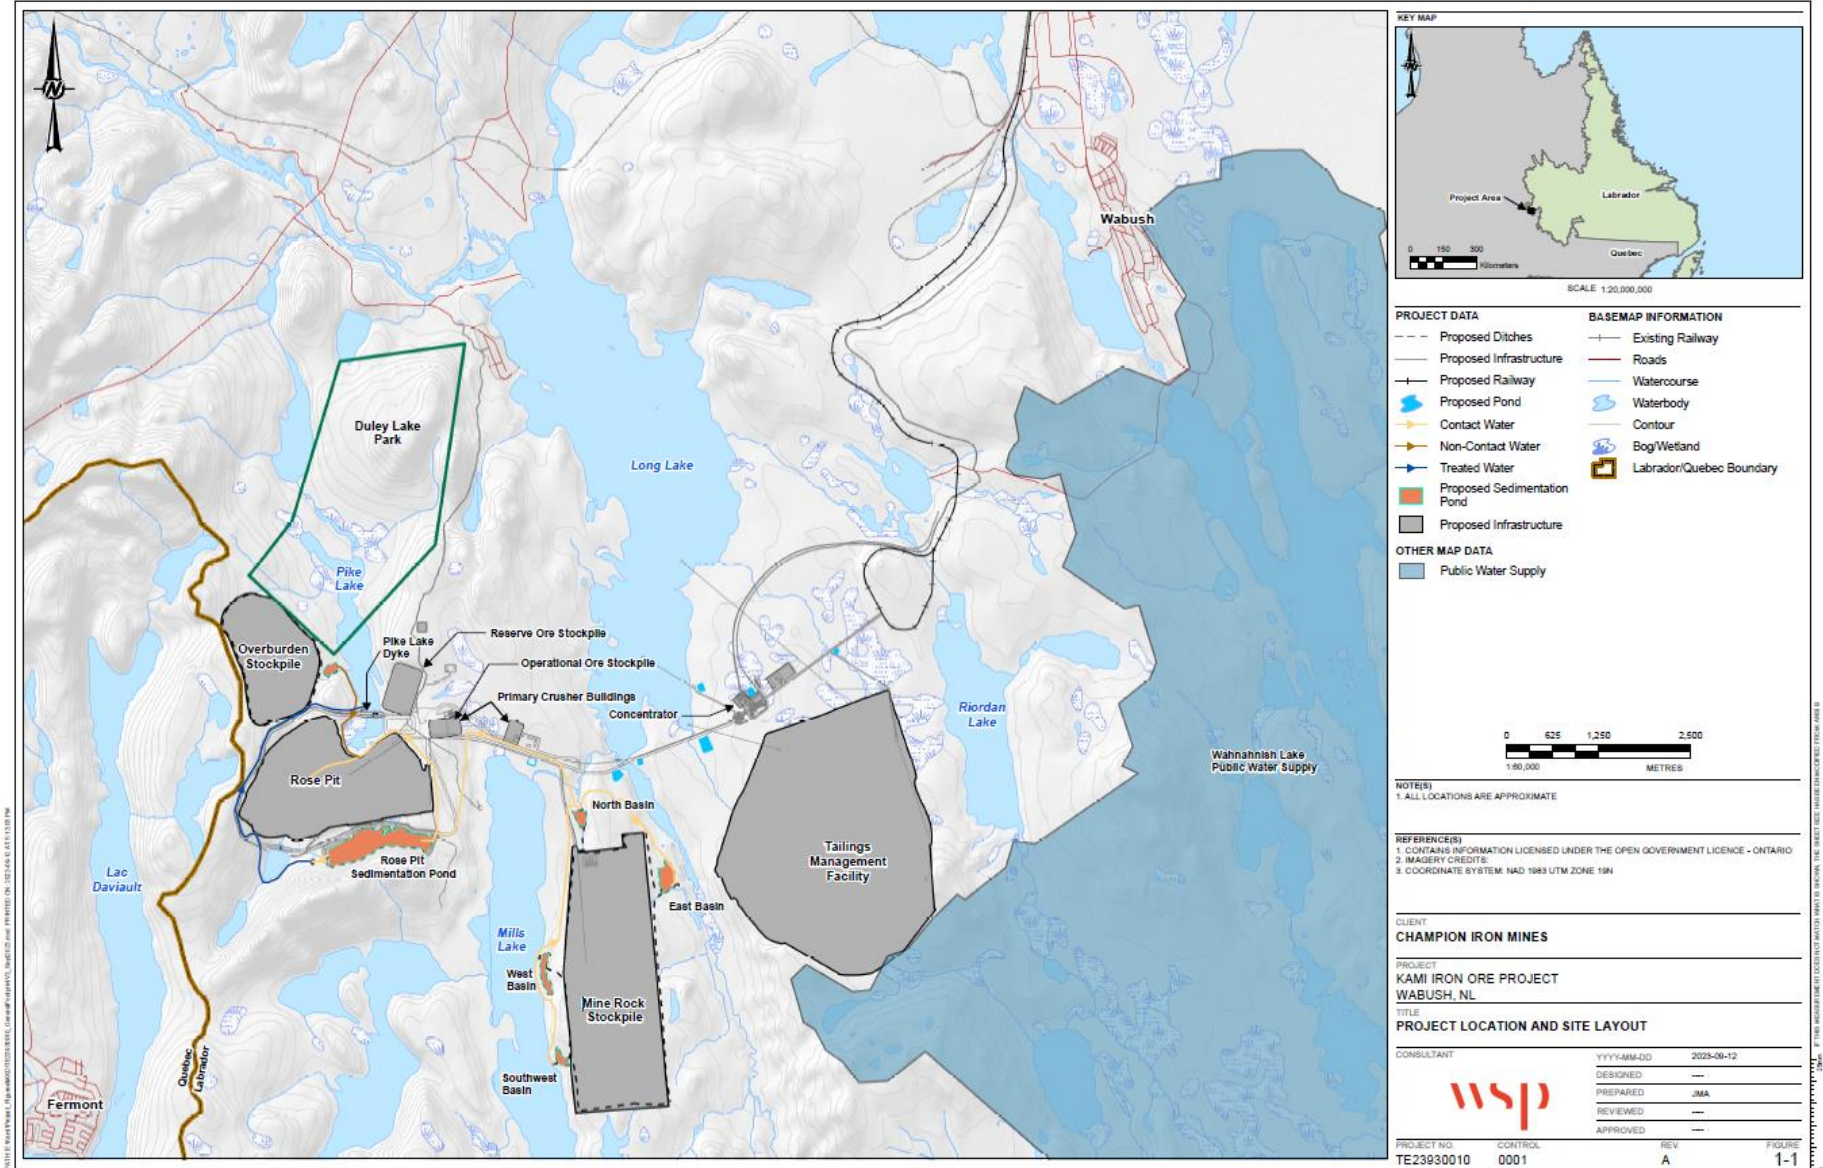 N
Wabush
Duley Lake
Park
Long Lake
Pike
Lake
Overburden
Stockpile
Pike Lake
Dyke
Reserve Ore Stockpile
Operational Ore Stockpile
Primary Crusher Buildings
Concentrator
Riordan
Lake
Wahnahnish Lake
Public Water Supply
Rose Pit
North Basin
Rose Pit
Sedimentation Pond
Tailings
Management
Facility
Lac
Daviault
East Basin
Mills
Lake
West
Basin
Mine Rock
Stockpile
Southwest
Basin
Quebec
Labrador
Fermont
KEY MAP
N
Project Area
Labrador
Quebec
0 150 300
Kilometers
SCALE 1:20,000,000
PROJECT DATA
Proposed Ditches
Proposed Infrastructure
Proposed Railway
Proposed Pond
Contact Water
Non-Contact Water
Treated Water
Proposed Sedimentation
Pond
Proposed Infrastructure
BASEMAP INFORMATION
Existing Railway
Roads
Watercourse
Waterbody
Contour
Bog/Wetland
Labrador/Quebec Boundary
OTHER MAP DATA
Public Water Supply
0 625 1,250 2,500
1:60,000 METRES
NOTE(S)
1. ALL LOCATIONS ARE APPROXIMATE
REFERENCE(S)
1. CONTAINS INFORMATION LICENSED UNDER THE OPEN GOVERNMENT LICENCE - ONTARIO
2. IMAGERY CREDITS:
3. COORDINATE SYSTEM: NAD 1983 UTM ZONE 19N
CLIENT
CHAMPION IRON MINES
PROJECT
KAMI IRON ORE PROJECT
WABUSH, NL
TITLE
PROJECT LOCATION AND SITE LAYOUT
CONSULTANT
wsp
YYYY-MM-DD 2023-09-12
DESIGNED ----
PREPARED JMA
REVIEWED ----
APPROVED ----
PROJECT NO. CONTROL REV. FIGURE
TE23930010 0001 A 1-1